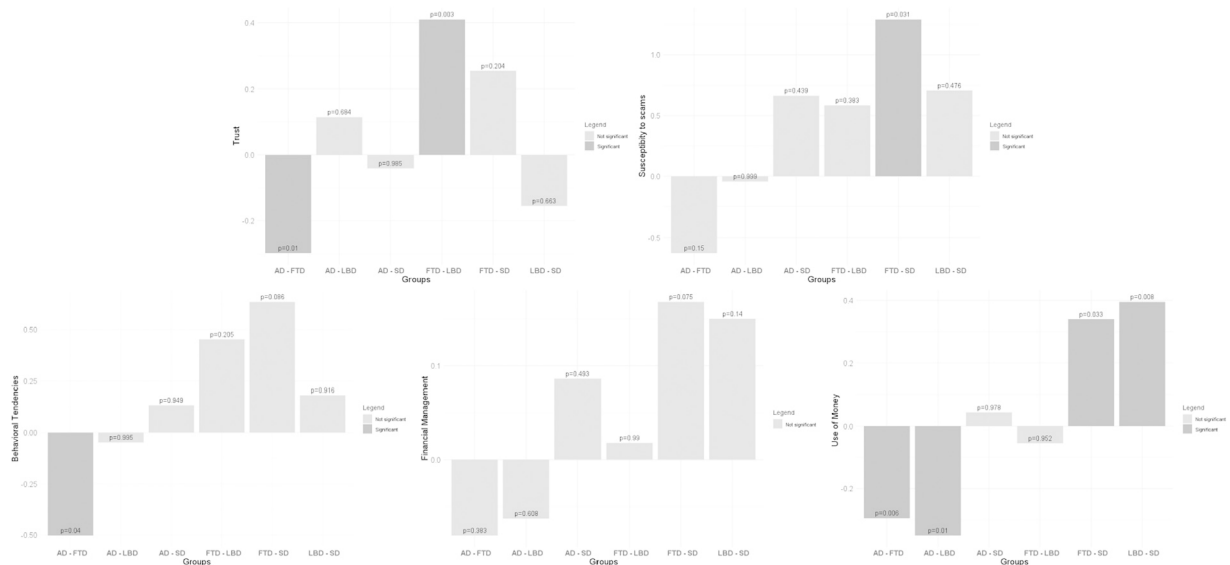 p=0.003
0.4
p=0.204
0.2
p=0.694
Trust
0.0
p=0.985
p=0.663
-0.2
p=0.01
AD - FTD AD - LBD AD - SD FTD - LBD FTD - SD LBD - SD
Groups
Legend
Not significant
Significant
p=0.031
1.0
p=0.439
p=0.383
p=0.476
0.5
Susceptibity to scams
0.0
p=0.999
-0.5
p=0.15
AD - FTD AD - LBD AD - SD FTD - LBD FTD - SD LBD - SD
Groups
Legend
Not significant
Significant
p=0.086
0.50
p=0.205
0.25
p=0.949
p=0.916
Behavioral Tendencies
0.00
p=0.995
-0.25
-0.50
p=0.04
AD - FTD AD - LBD AD - SD FTD - LBD FTD - SD LBD - SD
Groups
Legend
Not significant
Significant
p=0.075
p=0.14
0.1
p=0.493
p=0.99
Financial Management
0.0
p=0.608
p=0.383
AD - FTD AD - LBD AD - SD FTD - LBD FTD - SD LBD - SD
Groups
Legend
Not significant
0.4
p=0.008
p=0.033
0.2
p=0.978
Use of Money
0.0
p=0.952
-0.2
p=0.006
p=0.01
AD - FTD AD - LBD AD - SD FTD - LBD FTD - SD LBD - SD
Groups
Legend
Not significant
Significant